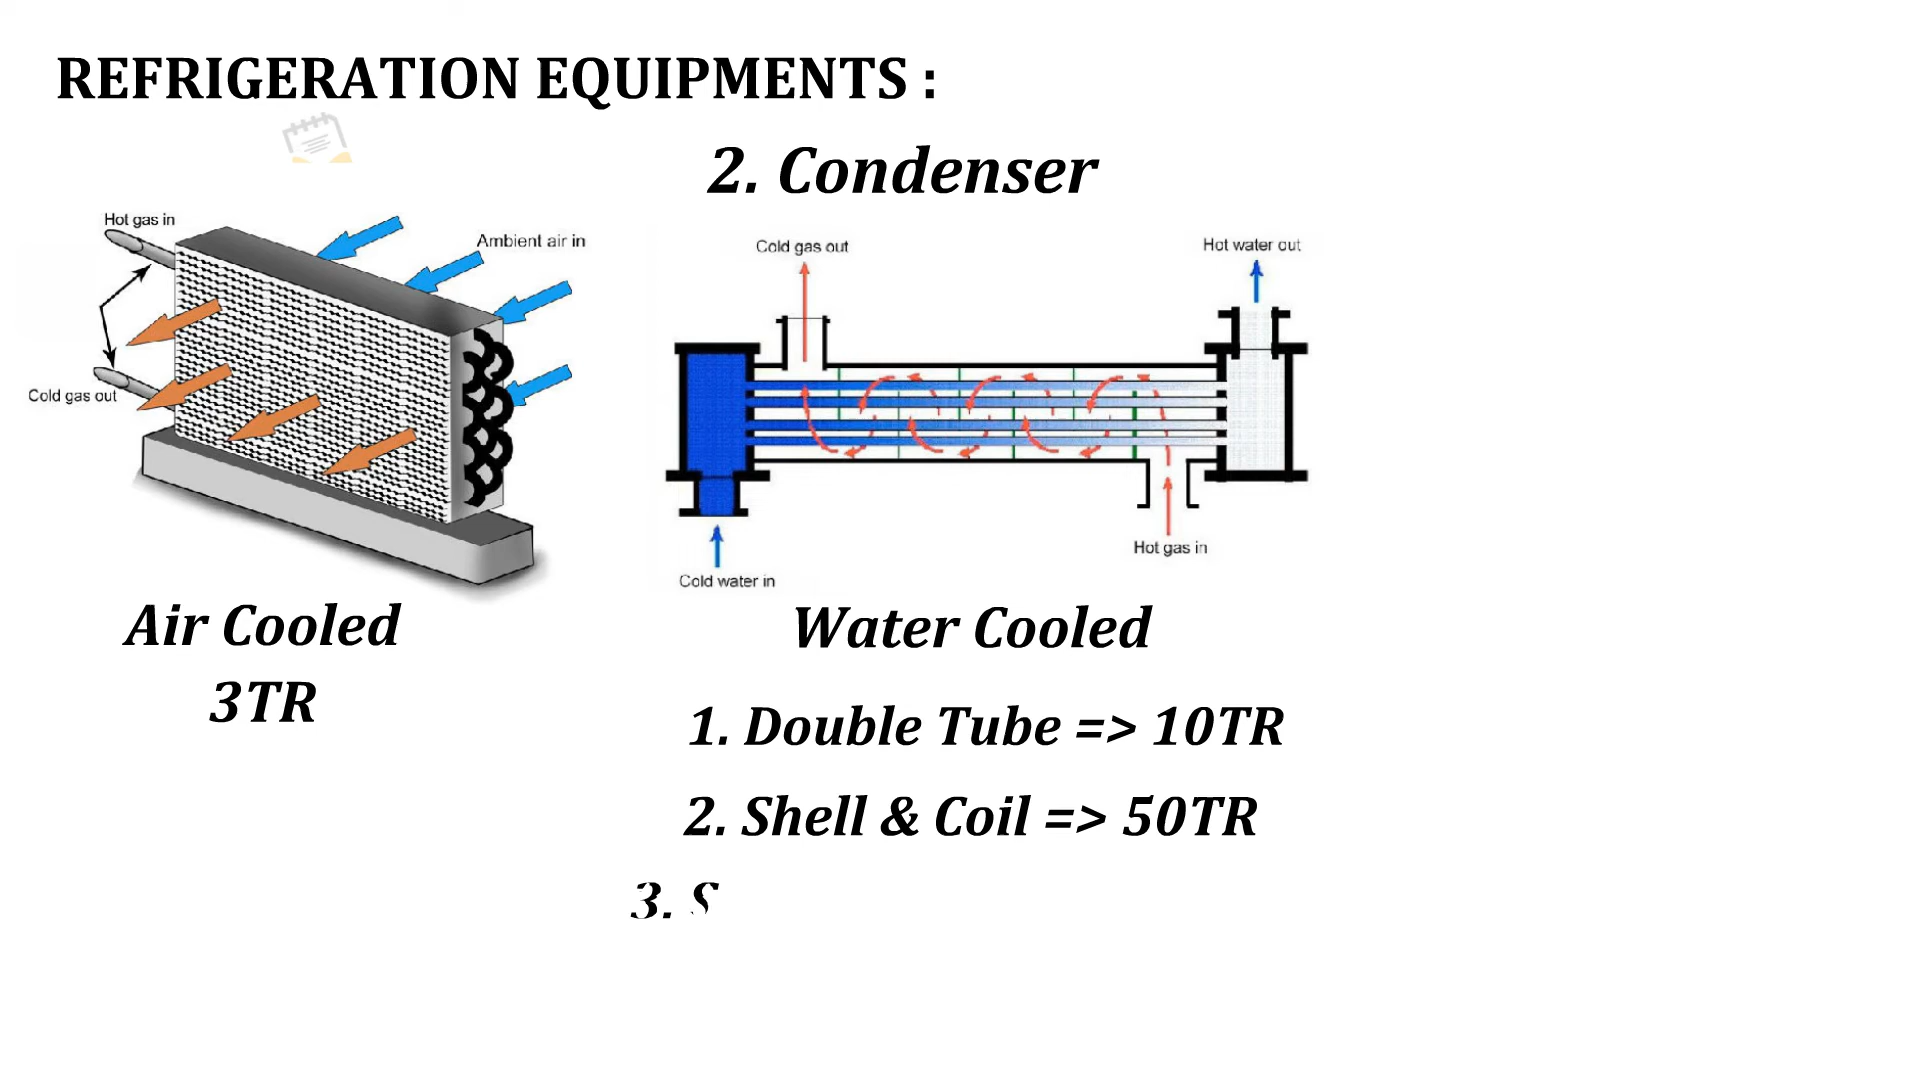 REFRIGERATION EQUIPMENTS :
2. Condenser
Hot gas in
Ambient air in
Cold gas out
Cold gas out
Hot water out
Hot gas in
Cold water in
Air Cooled
3TR
Water Cooled
1. Double Tube => 10TR
2. Shell & Coil => 50TR
3. S